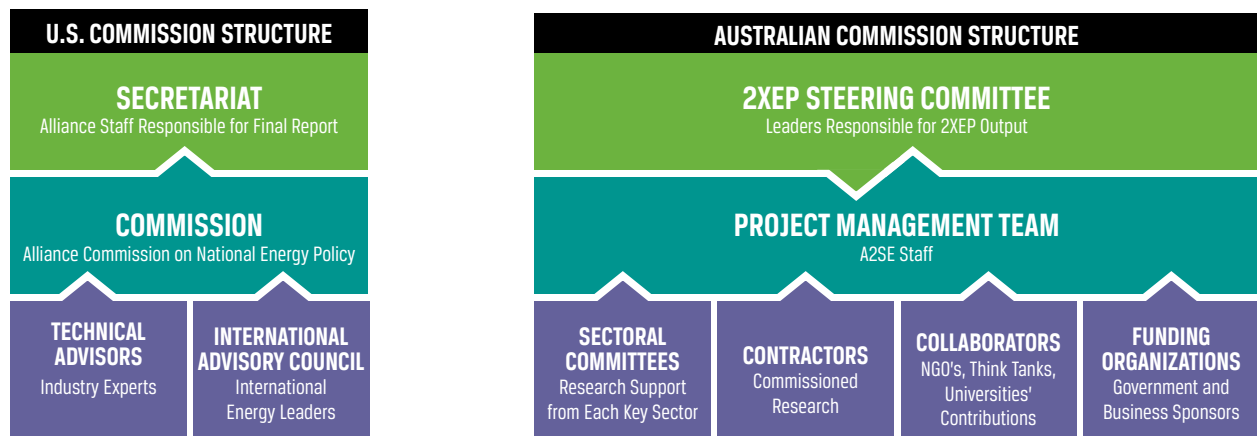 U.S. COMMISSION STRUCTURE
SECRETARIAT
Alliance Staff Responsible for Final Report
COMMISSION
Alliance Commission on National Energy Policy
TECHNICAL
ADVISORS
Industry Experts
INTERNATIONAL
ADVISORY COUNCIL
International
Energy Leaders
AUSTRALIAN COMMISSION STRUCTURE
2XEP STEERING COMMITTEE
Leaders Responsible for 2XEP Output
PROJECT MANAGEMENT TEAM
A2SE Staff
SECTORAL
COMMITTEES
Research Support
from Each Key Sector
CONTRACTORS
Commissioned
Research
COLLABORATORS
NGO's, Think Tanks,
Universities'
Contributions
FUNDING
ORGANIZATIONS
Government and
Business Sponsors